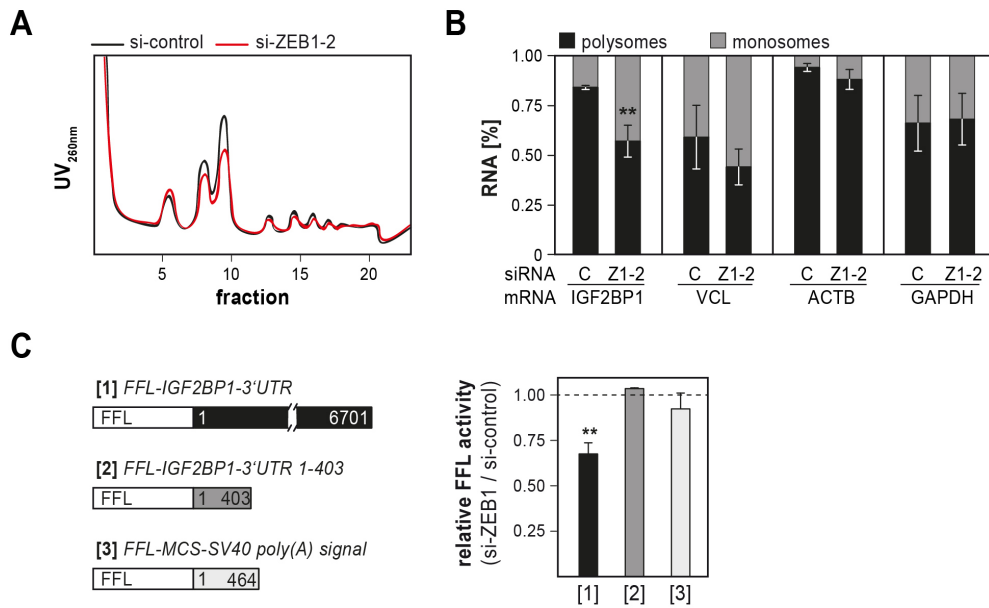 A
si-control si-ZEB1-2
UV260nm
5 10 15 20
fraction
B
polysomes monosomes
RNA [%]
1.00
0.75
0.50
0.25
0
**
siRNA C Z1-2 C Z1-2 C Z1-2 C Z1-2
mRNA IGF2BP1 VCL ACTB GAPDH
C
[1] FFL-IGF2BP1-3'UTR
FFL 1 6701
[2] FFL-IGF2BP1-3'UTR 1-403
FFL 1 403
[3] FFL-MCS-SV40 poly(A) signal
FFL 1 464
relative FFL activity
(si-ZEB1 / si-control)
1.00
0.75
0.50
0.25
**
[1] [2] [3]